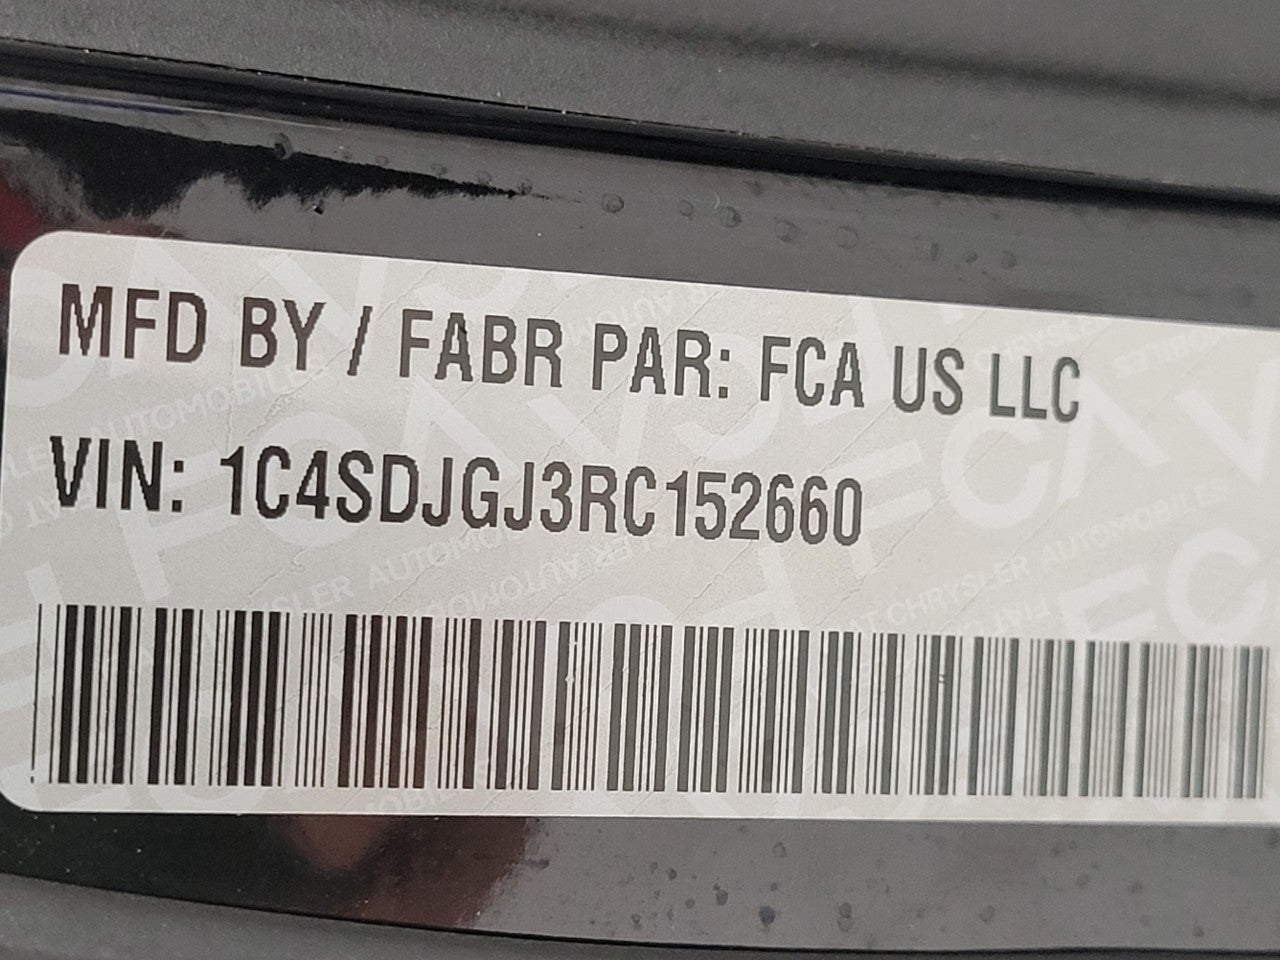 MFD BY / FABR PAR: FCA US LLC
VIN: 1C4SDJGJ3RC152660